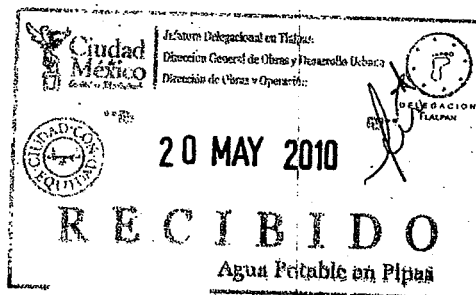 Ciudad
México
Jefatura Delegacional en Tlalpan
Dirección General de Obras y Desarrollo Urbano
Dirección de Obras y Operación
DELEGACION
TLALPAN
CIUDAD CON
EQUIDAD
20 MAY 2010
RECIBIDO
Agua Potable en Pipas